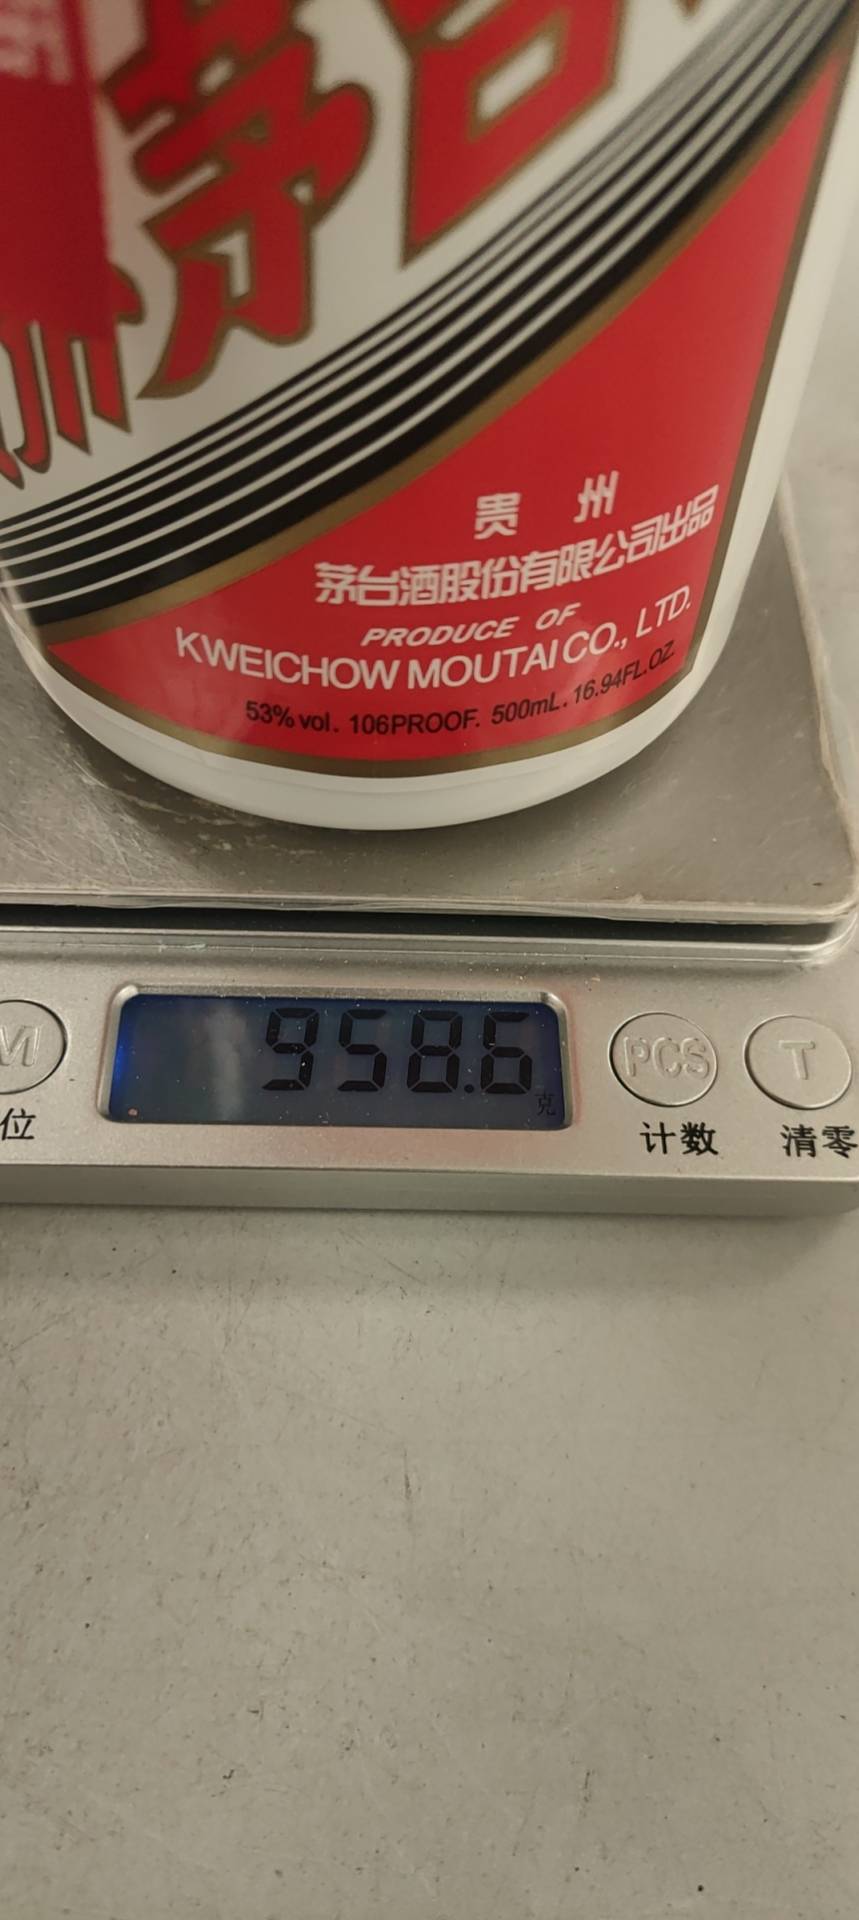 茅台
贵 州
茅台酒股份有限公司出品
PRODUCE OF
KWEICHOW MOUTAI CO., LTD.
53% vol. 106PROOF. 500mL. 16.94FL.OZ.
958.6
克
M
PCS
T
位
计数
清零